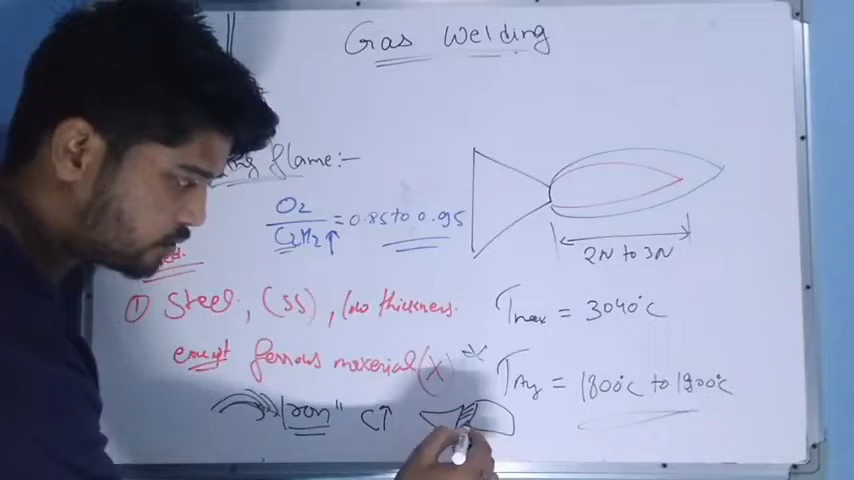 Gas Welding
flame:-
O2 / C2H2↑ = 0.85 to 0.95
2N to 3N
① Steel, (SS), low thickness.
Tmax = 3040°C
except ferrous material (X)
TAvg = 1800°C to 1900°C
"Iron" C↑